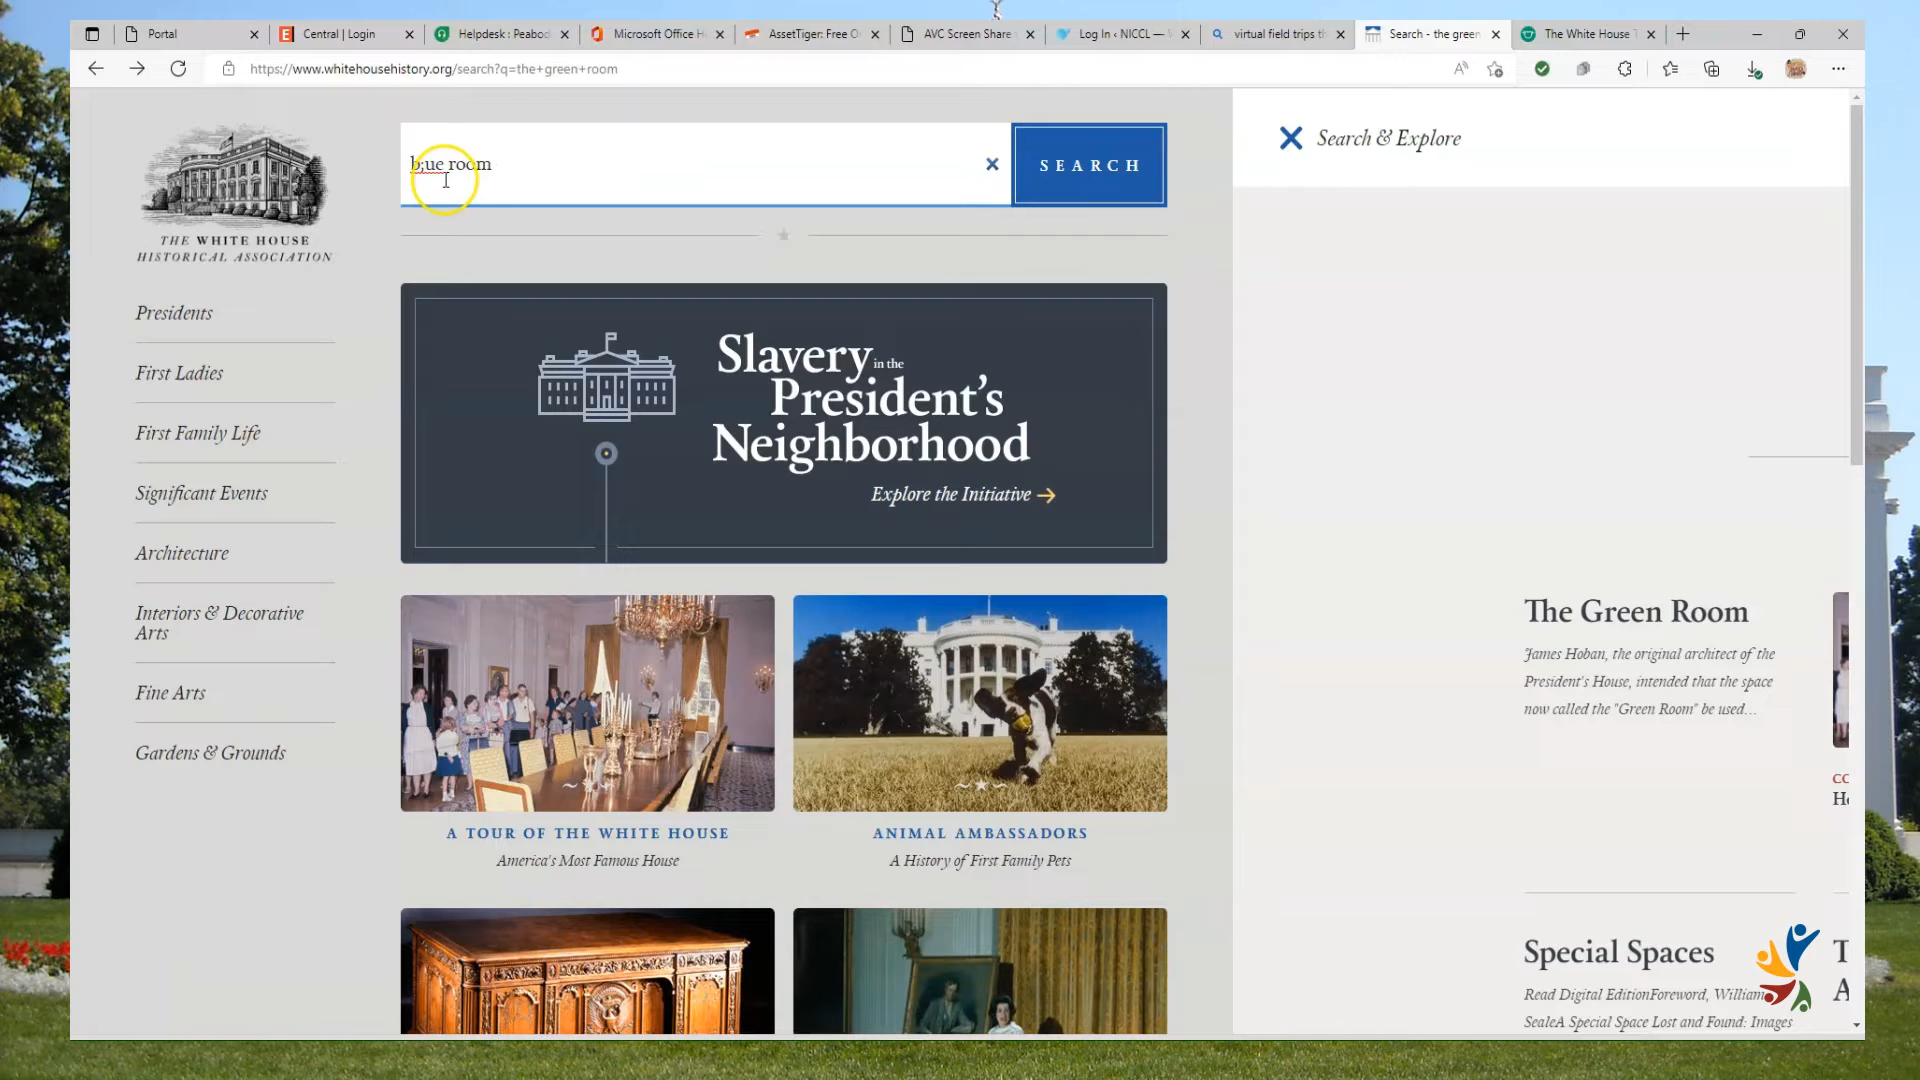 Portal
Central | Login
Helpdesk : Peabod
Microsoft Office H
AssetTiger: Free O
AVC Screen Share
Log In ‹ NICCL —
virtual field trips th
Search - the green
The White House T
https://www.whitehousehistory.org/search?q=the+green+room
THE WHITE HOUSE
HISTORICAL ASSOCIATION
b;ue room
SEARCH
Search & Explore
Presidents
First Ladies
First Family Life
Significant Events
Architecture
Interiors & Decorative
Arts
Fine Arts
Gardens & Grounds
Slavery in the
President's
Neighborhood
Explore the Initiative
A TOUR OF THE WHITE HOUSE
America's Most Famous House
ANIMAL AMBASSADORS
A History of First Family Pets
The Green Room
James Hoban, the original architect of the
President's House, intended that the space
now called the "Green Room" be used...
Special Spaces
Read Digital EditionForeword, William
SealeA Special Space Lost and Found: Images